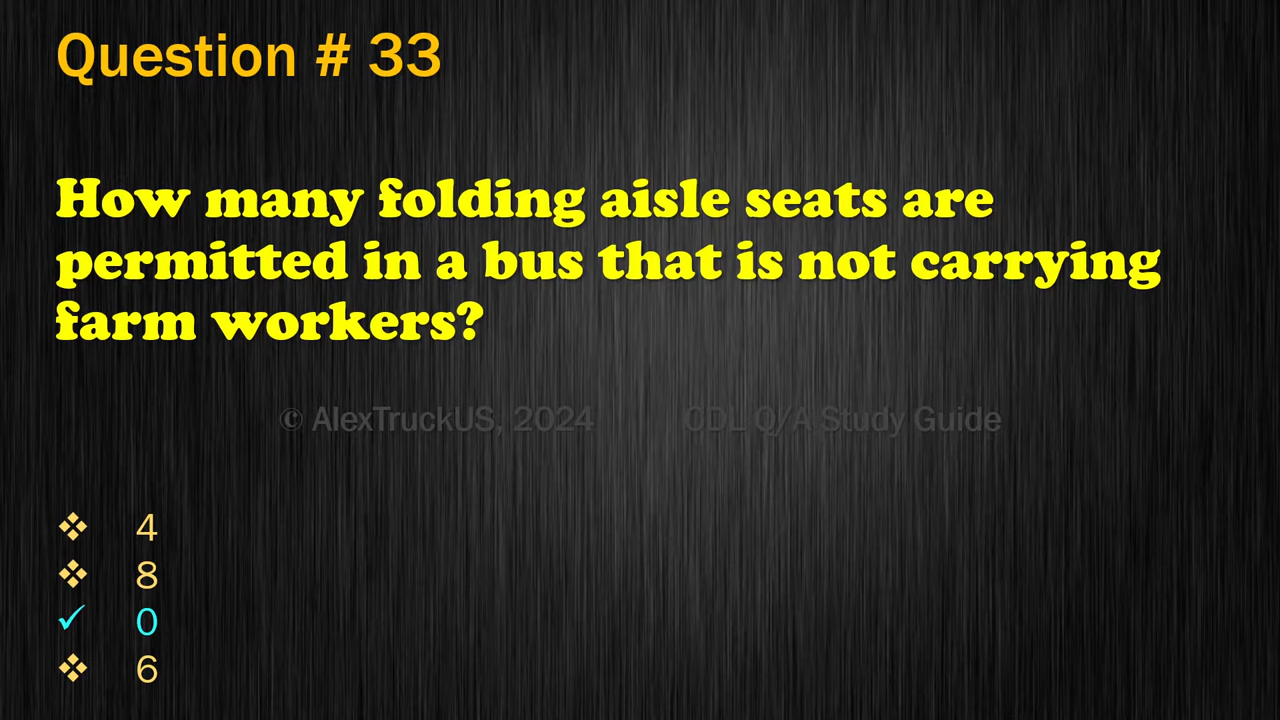 Question # 33
How many folding aisle seats are
permitted in a bus that is not carrying
farm workers?
© AlexTruckUS, 2024 CDL Q/A Study Guide
❖ 4
❖ 8
✓ 0
❖ 6